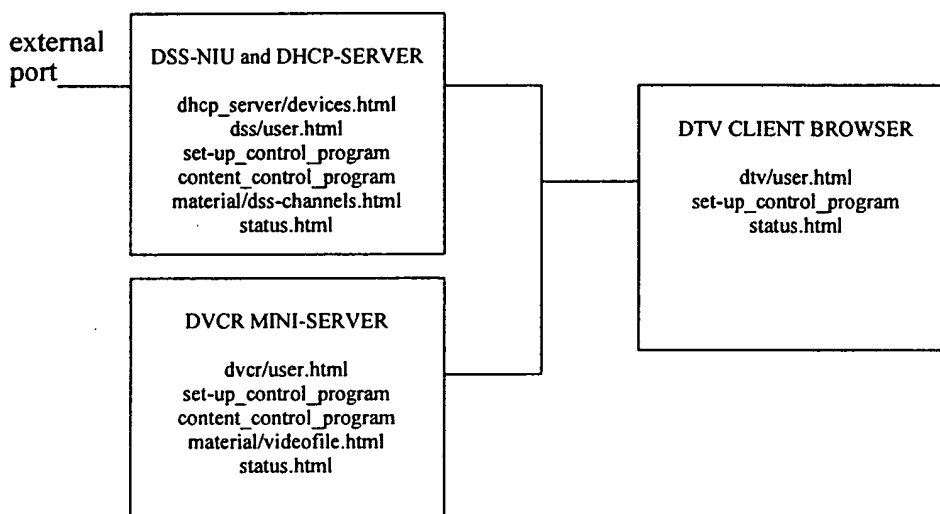 external
port
DSS-NIU and DHCP-SERVER
dhcp_server/devices.html
dss/user.html
set-up_control_program
content_control_program
material/dss-channels.html
status.html
DVCR MINI-SERVER
dvcr/user.html
set-up_control_program
content_control_program
material/videofile.html
status.html
DTV CLIENT BROWSER
dtv/user.html
set-up_control_program
status.html